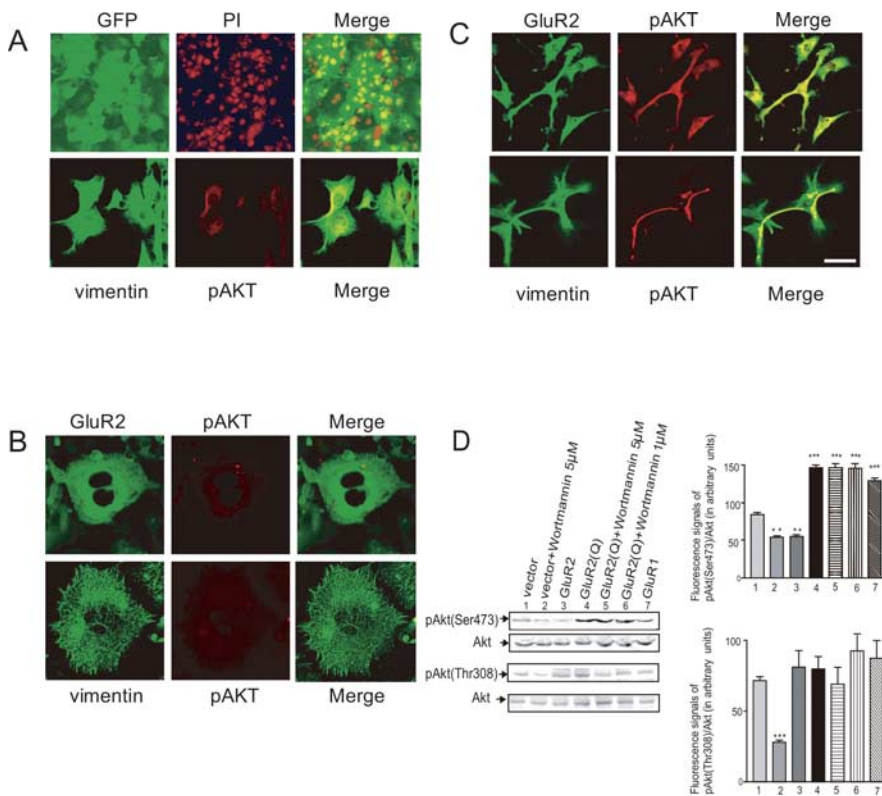 A
GFP PI Merge
vimentin pAKT Merge
C
GluR2 pAKT Merge
vimentin pAKT Merge
B
GluR2 pAKT Merge
vimentin pAKT Merge
D
vector
vector+Wortmannin 5µM
GluR2
GluR2(Q)
GluR2(Q)+Wortmannin 5µM
GluR2(Q)+Wortmannin 1µM
GluR1
1 2 3 4 5 6 7
pAkt(Ser473)
Akt
pAkt(Thr308)
Akt
Fluorescence signals of
pAkt(Ser473)/Akt (in arbitrary units)
150
100
50
0
** ** *** *** *** ***
1 2 3 4 5 6 7
Fluorescence signals of
pAkt(Thr308)/Akt (in arbitrary units)
100
50
0
***
1 2 3 4 5 6 7